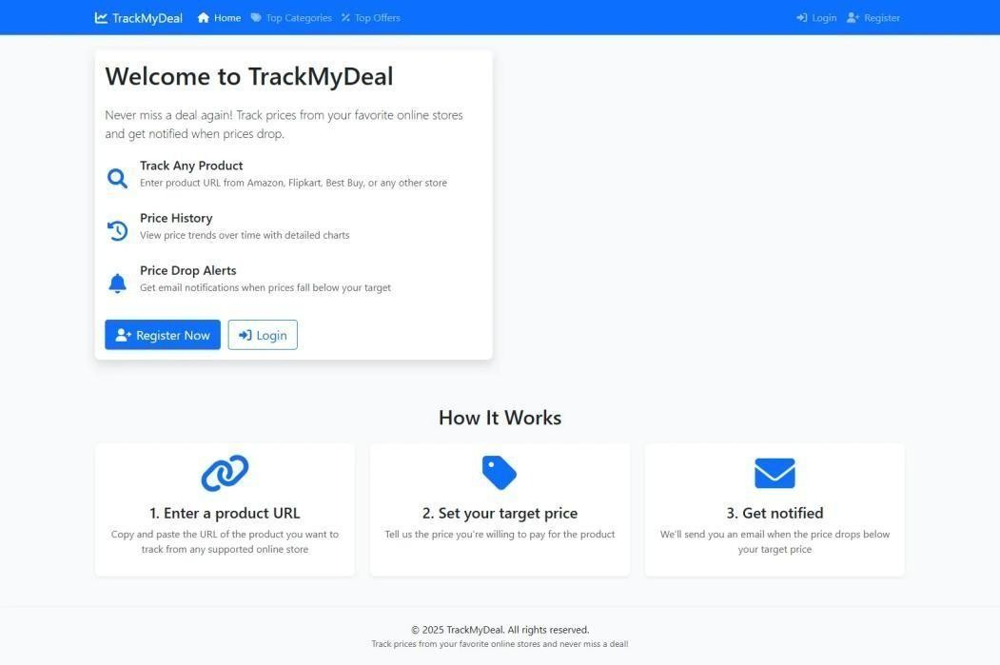 TrackMyDeal Home Top Categories Top Offers Login Register
Welcome to TrackMyDeal
Never miss a deal again! Track prices from your favorite online stores
and get notified when prices drop.
Track Any Product
Enter product URL from Amazon, Flipkart, Best Buy, or any other store
Price History
View price trends over time with detailed charts
Price Drop Alerts
Get email notifications when prices fall below your target
Register Now Login
How It Works
1. Enter a product URL
Copy and paste the URL of the product you want to
track from any supported online store
2. Set your target price
Tell us the price you're willing to pay for the product
3. Get notified
We'll send you an email when the price drops below
your target price
© 2025 TrackMyDeal. All rights reserved.
Track prices from your favorite online stores and never miss a deal!